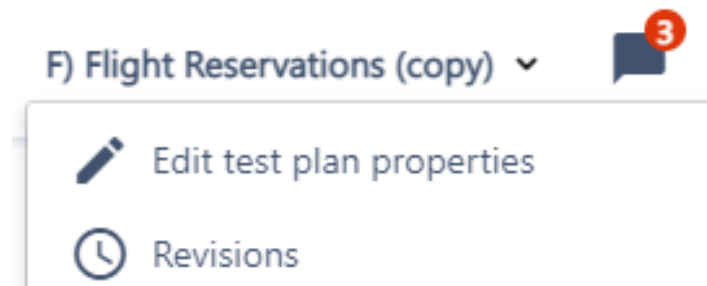 F) Flight Reservations (copy)
3
Edit test plan properties
Revisions